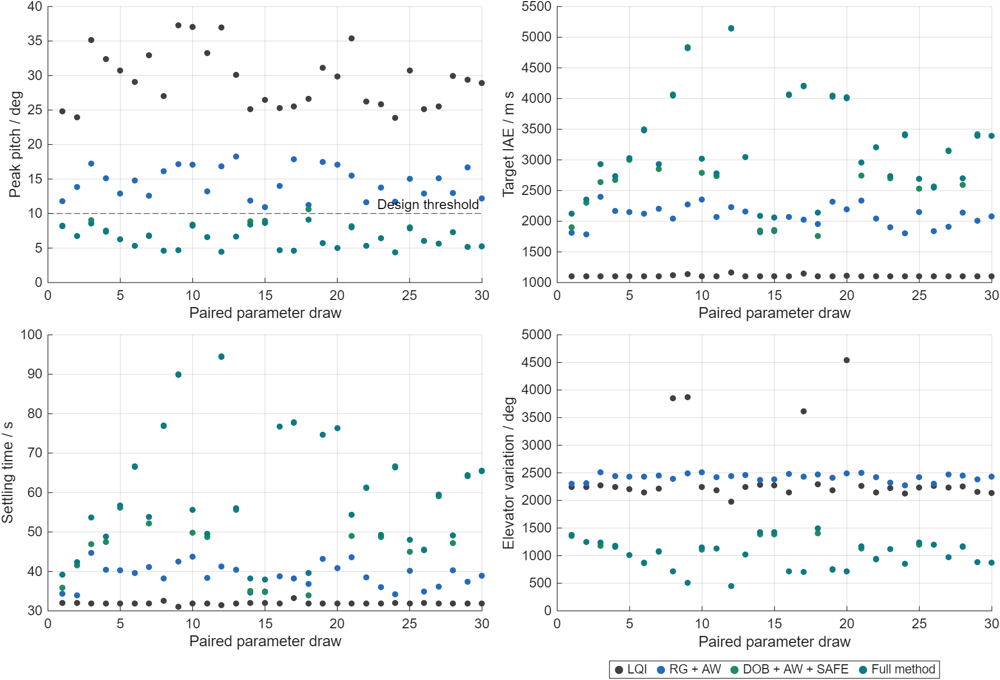 Peak pitch / deg
40
35
30
25
20
15
10
5
0
Design threshold
0 5 10 15 20 25 30
Paired parameter draw
Target IAE / m s
5500
5000
4500
4000
3500
3000
2500
2000
1500
1000
0 5 10 15 20 25 30
Paired parameter draw
Settling time / s
100
90
80
70
60
50
40
30
0 5 10 15 20 25 30
Paired parameter draw
Elevator variation / deg
5000
4500
4000
3500
3000
2500
2000
1500
1000
500
0
0 5 10 15 20 25 30
Paired parameter draw
LQI RG + AW DOB + AW + SAFE Full method